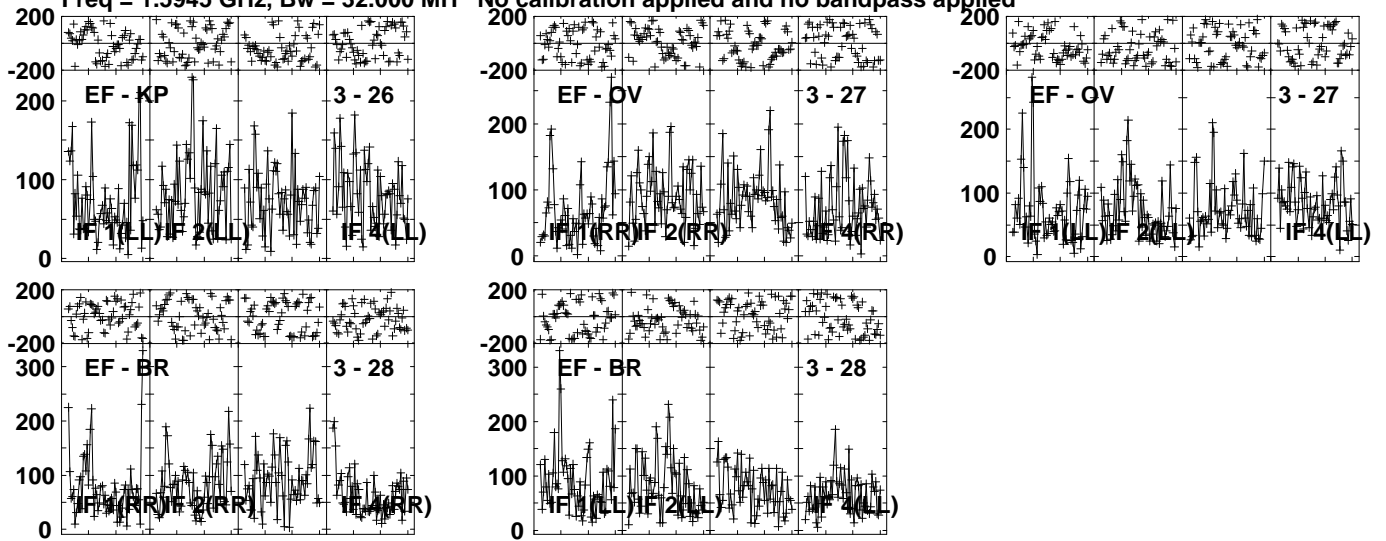 Freq = 1.5945 GHz, Bw = 32.000 MH No calibration applied and no bandpass applied
200
-200
EF - KP 3 - 26
200
100
0
IF 1(LL) IF 2(LL) IF 4(LL)
200
-200
EF - OV 3 - 27
200
100
0
IF 1(RR) IF 2(RR) IF 4(RR)
200
-200
EF - OV 3 - 27
200
100
0
IF 1(LL) IF 2(LL) IF 4(LL)
200
-200
EF - BR 3 - 28
300
200
100
0
IF 1(RR) IF 2(RR) IF 4(RR)
200
-200
EF - BR 3 - 28
300
200
100
0
IF 1(LL) IF 2(LL) IF 4(LL)